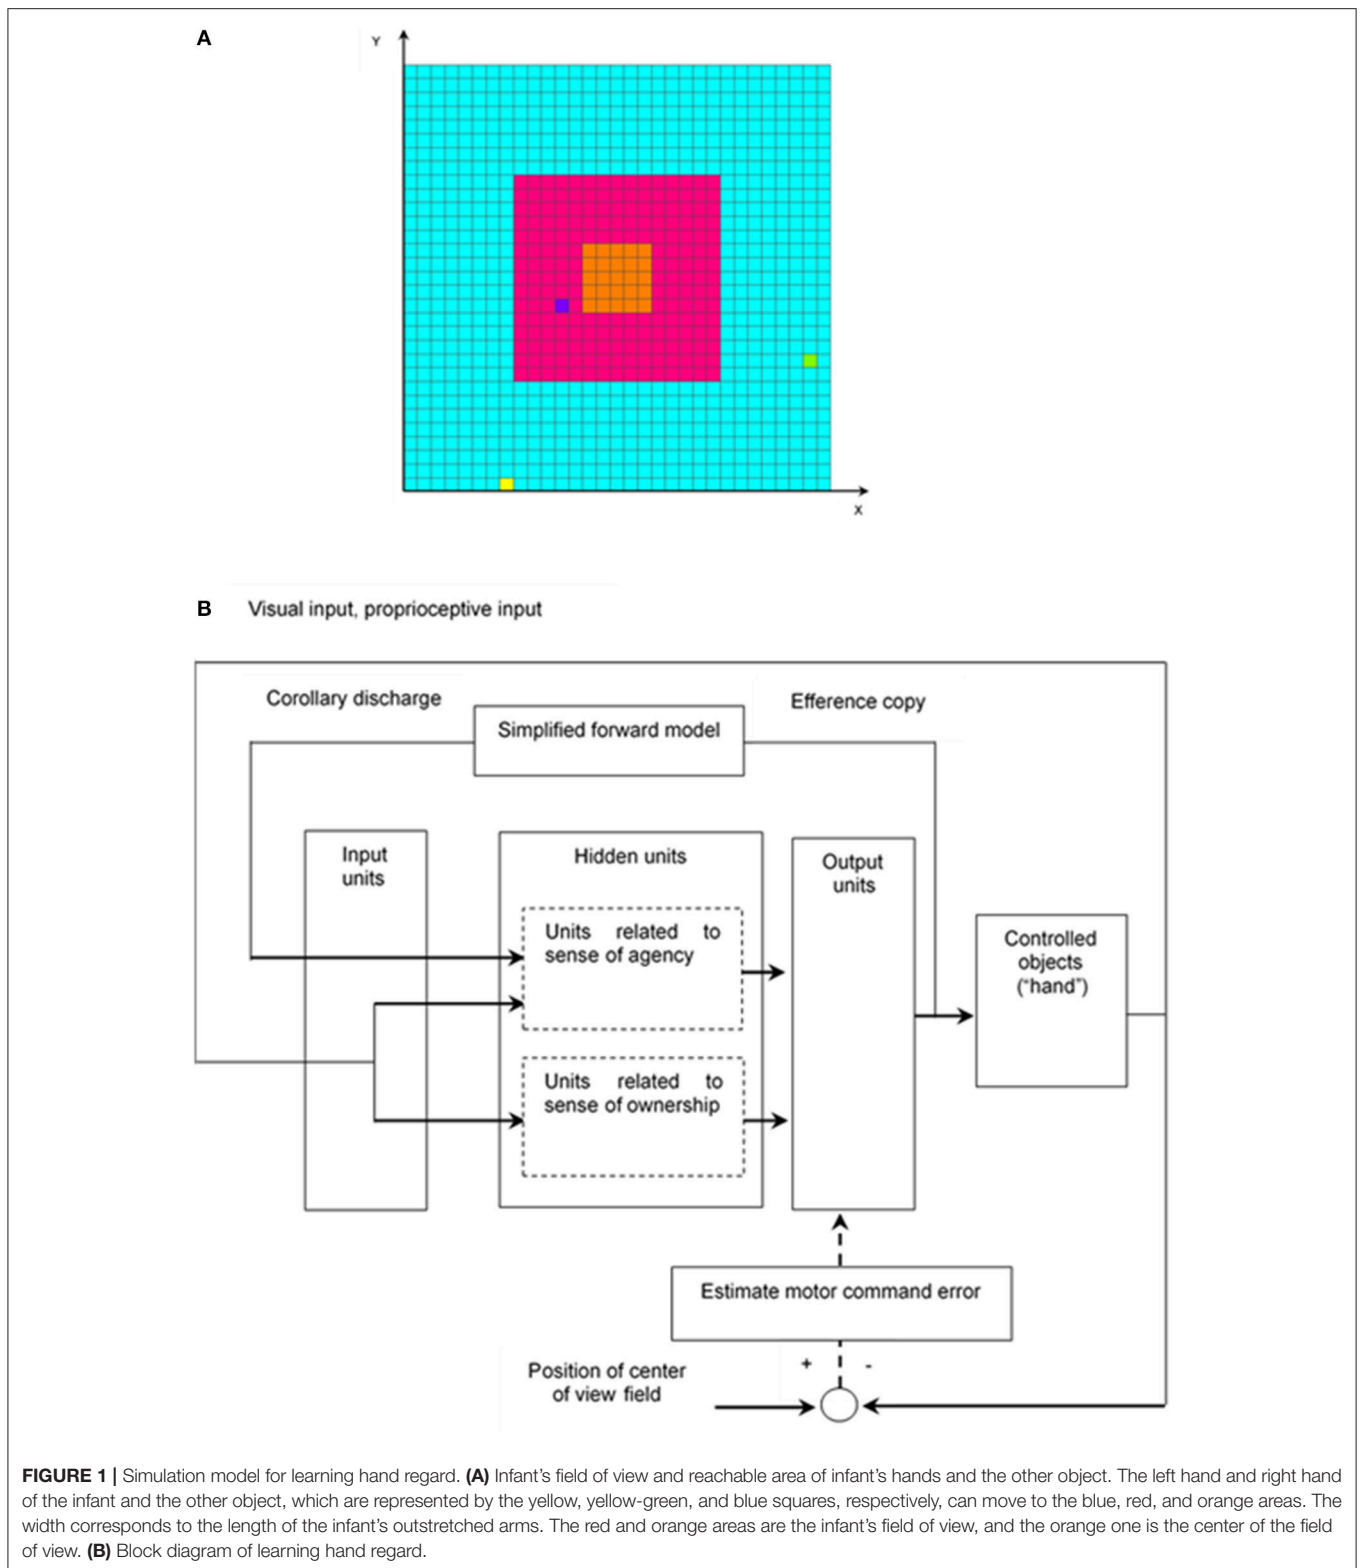 A
Y
X
B Visual input, proprioceptive input
Corollary discharge
Efference copy
Simplified forward model
Input
units
Hidden units
Units related to
sense of agency
Units related to
sense of ownership
Output
units
Controlled
objects
(“hand”)
Estimate motor command error
+ -
Position of center
of view field
FIGURE 1 | Simulation model for learning hand regard. (A) Infant’s field of view and reachable area of infant’s hands and the other object. The left hand and right hand
of the infant and the other object, which are represented by the yellow, yellow-green, and blue squares, respectively, can move to the blue, red, and orange areas. The
width corresponds to the length of the infant’s outstretched arms. The red and orange areas are the infant’s field of view, and the orange one is the center of the field
of view. (B) Block diagram of learning hand regard.